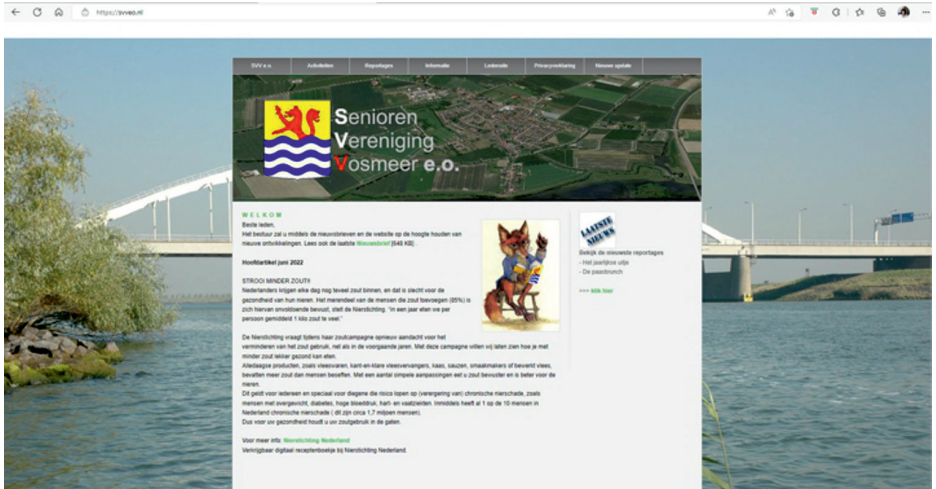 https://svveo.nl
SVV e.o. Activiteiten Reportages Informatie Ledensite Privacyverklaring Nieuwe update
Senioren
Vereniging
Vosmeer e.o.
WELKOM
Beste leden,
Het bestuur zal u middels de nieuwsbrieven en de website op de hoogte houden van
nieuwe ontwikkelingen. Lees ook de laatste Nieuwsbrief [648 KB] .
Hoofdartikel juni 2022
STROOI MINDER ZOUT!!
Nederlanders krijgen elke dag nog teveel zout binnen, en dat is slecht voor de
gezondheid van hun nieren. Het merendeel van de mensen die zout toevoegen (85%) is
zich hiervan onvoldoende bewust, stelt de Nierstichting. "In een jaar eten we per
persoon gemiddeld 1 kilo zout te veel."
De Nierstichting vraagt tijdens haar zoutcampagne opnieuw aandacht voor het
verminderen van het zout gebruik, net als in de voorgaande jaren. Met deze campagne willen wij laten zien hoe je met
minder zout lekker gezond kan eten.
Alledaagse producten, zoals vleeswaren, kant-en-klare vleesvervangers, kaas, sauzen, smaakmakers of bewerkt vlees,
bevatten meer zout dan mensen beseffen. Met een aantal simpele aanpassingen eet u zout bewuster en is beter voor de
nieren.
Dit geldt voor iedereen en speciaal voor diegene die risico lopen op (verergering van) chronische nierschade, zoals
mensen met overgewicht, diabetes, hoge bloeddruk, hart- en vaatziekten. Inmiddels heeft al 1 op de 10 mensen in
Nederland chronische nierschade ( dit zijn circa 1,7 miljoen mensen).
Dus voor uw gezondheid houdt u uw zoutgebruik in de gaten.
Voor meer info: Nierstichting Nederland
Verkrijgbaar digitaal receptenboekje bij Nierstichting Nederland.
LAATSTE
NIEUWS
Bekijk de nieuwste reportages
- Het jaarlijkse uitje
- De paasbrunch
>>> klik hier